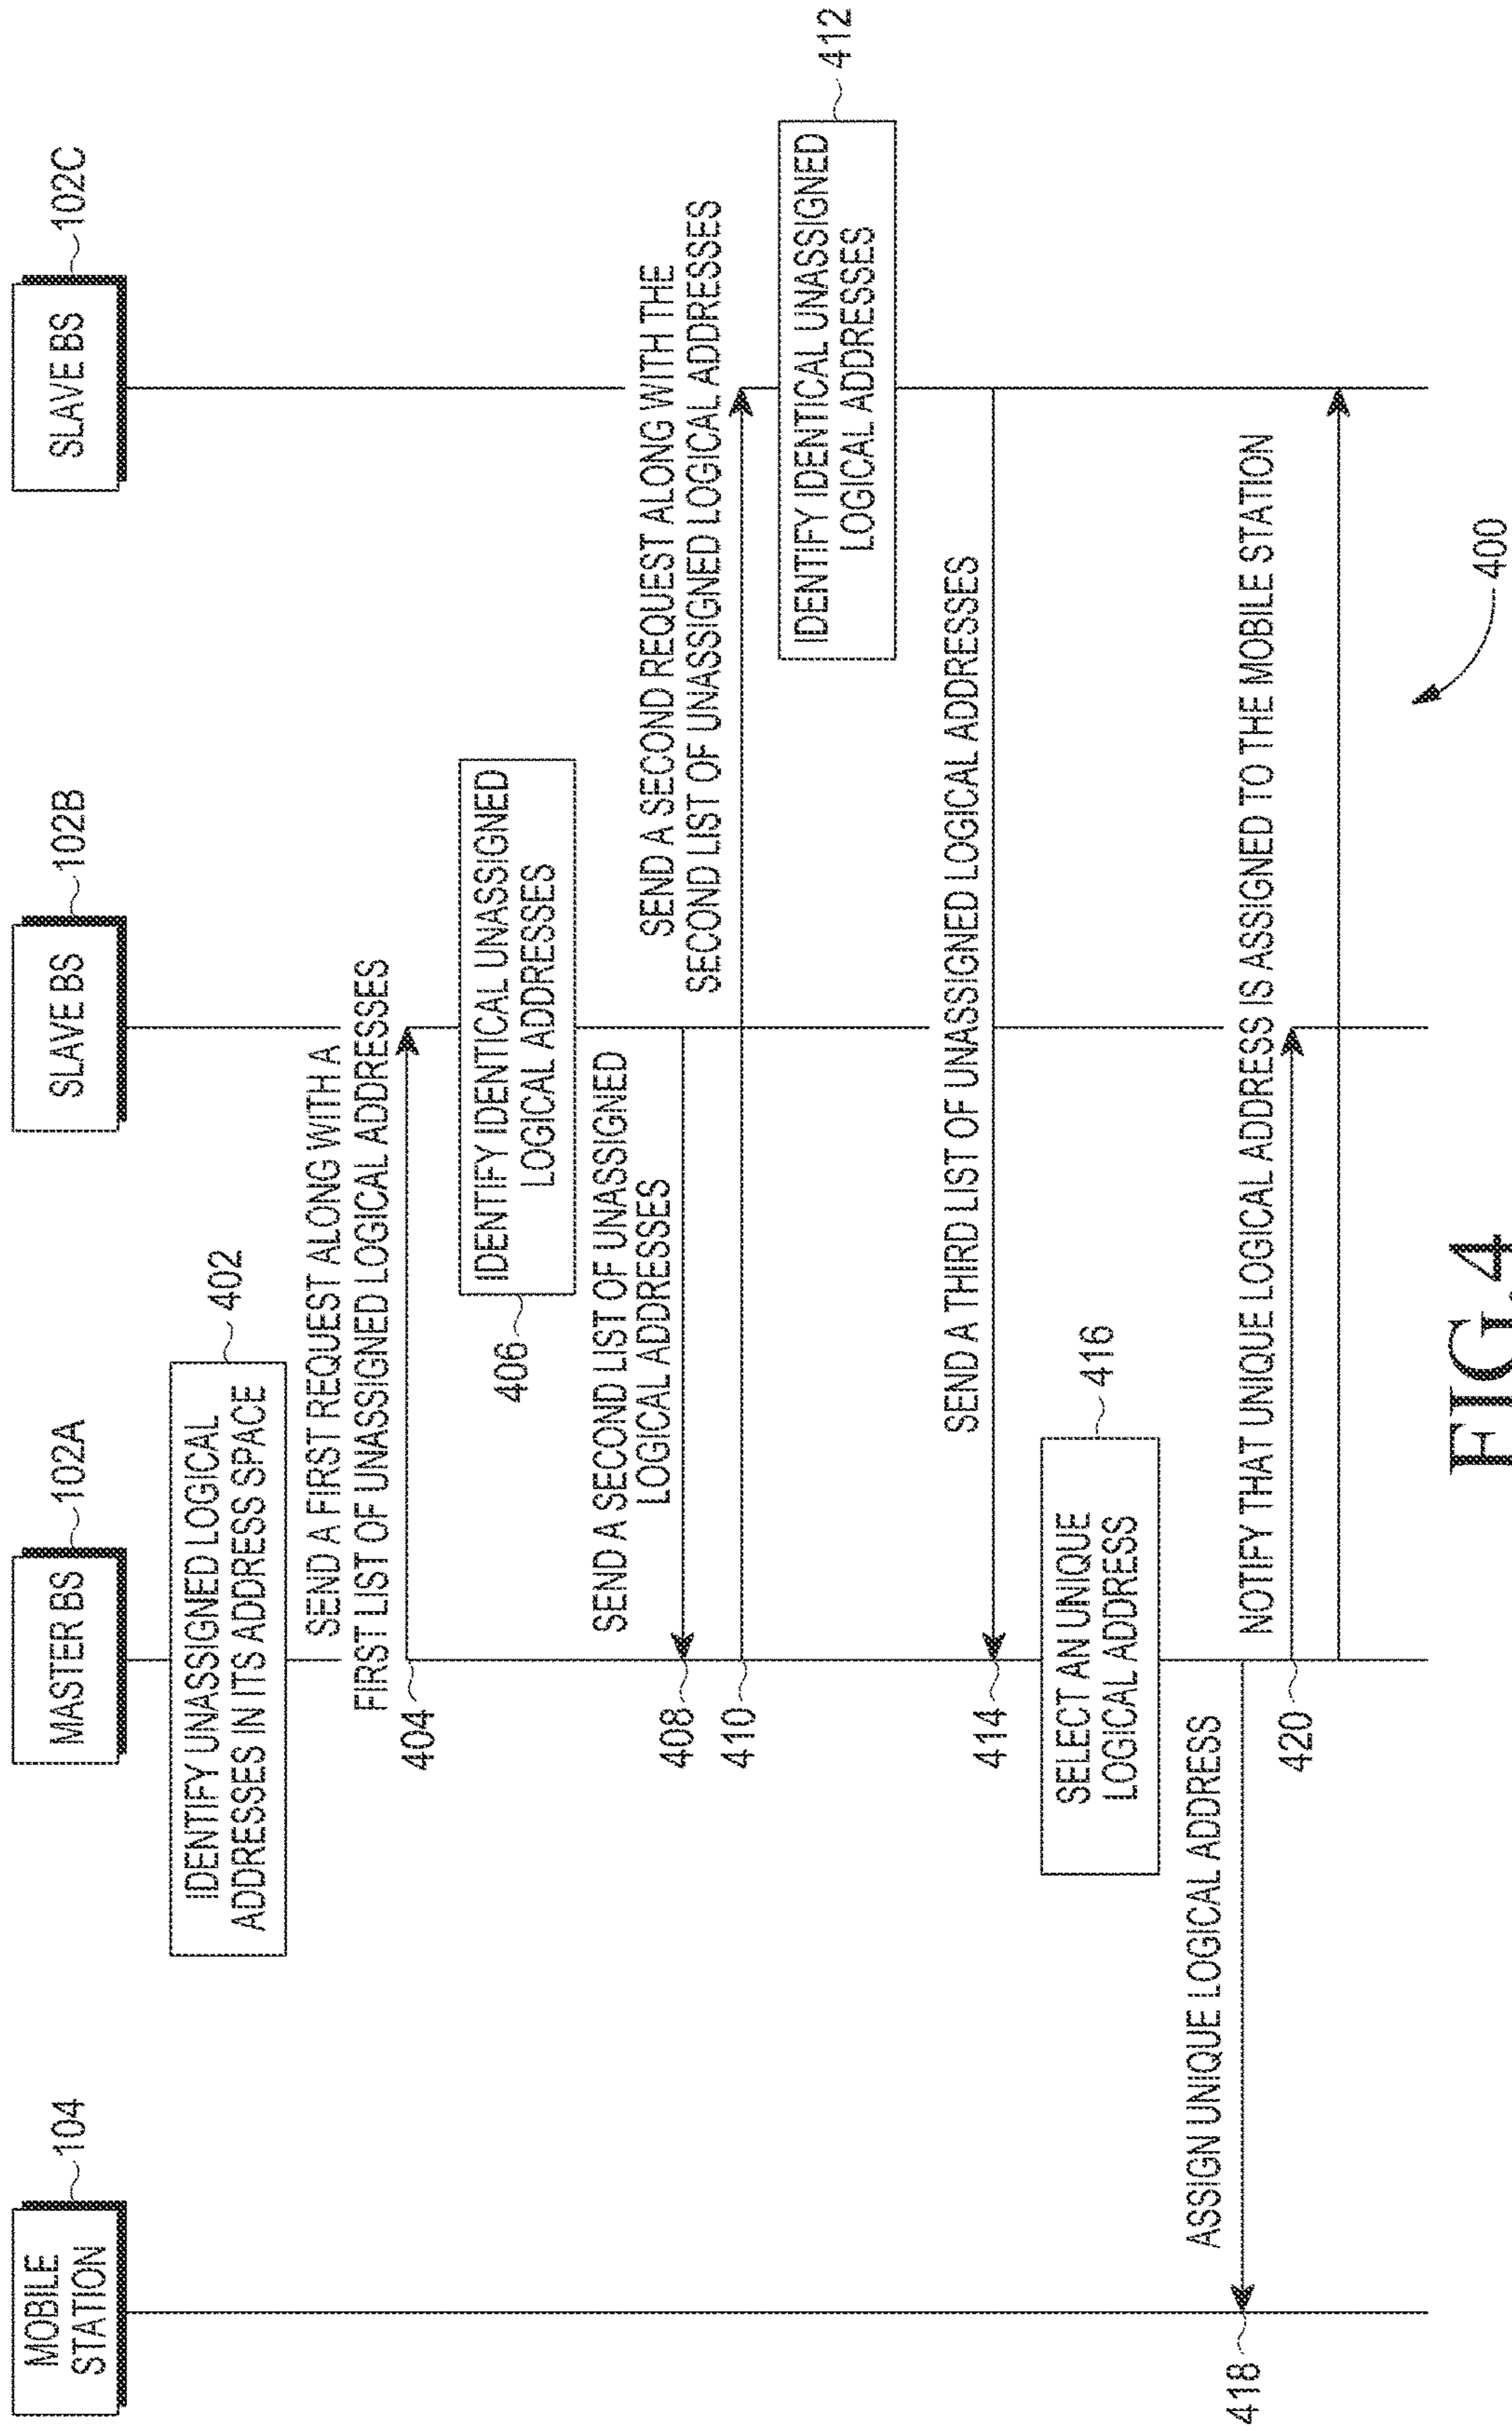 MOBILE
STATION
104
MASTER BS
102A
SLAVE BS
102B
SLAVE BS
102C
IDENTIFY UNASSIGNED LOGICAL
ADDRESSES IN ITS ADDRESS SPACE
402
SEND A FIRST REQUEST ALONG WITH A
FIRST LIST OF UNASSIGNED LOGICAL ADDRESSES
404
IDENTIFY IDENTICAL UNASSIGNED
LOGICAL ADDRESSES
406
SEND A SECOND LIST OF UNASSIGNED
LOGICAL ADDRESSES
408
SEND A SECOND REQUEST ALONG WITH THE
SECOND LIST OF UNASSIGNED LOGICAL ADDRESSES
410
IDENTIFY IDENTICAL UNASSIGNED
LOGICAL ADDRESSES
412
SEND A THIRD LIST OF UNASSIGNED LOGICAL ADDRESSES
414
SELECT AN UNIQUE
LOGICAL ADDRESS
416
ASSIGN UNIQUE LOGICAL ADDRESS
418
NOTIFY THAT UNIQUE LOGICAL ADDRESS IS ASSIGNED TO THE MOBILE STATION
420
400
FIG.4